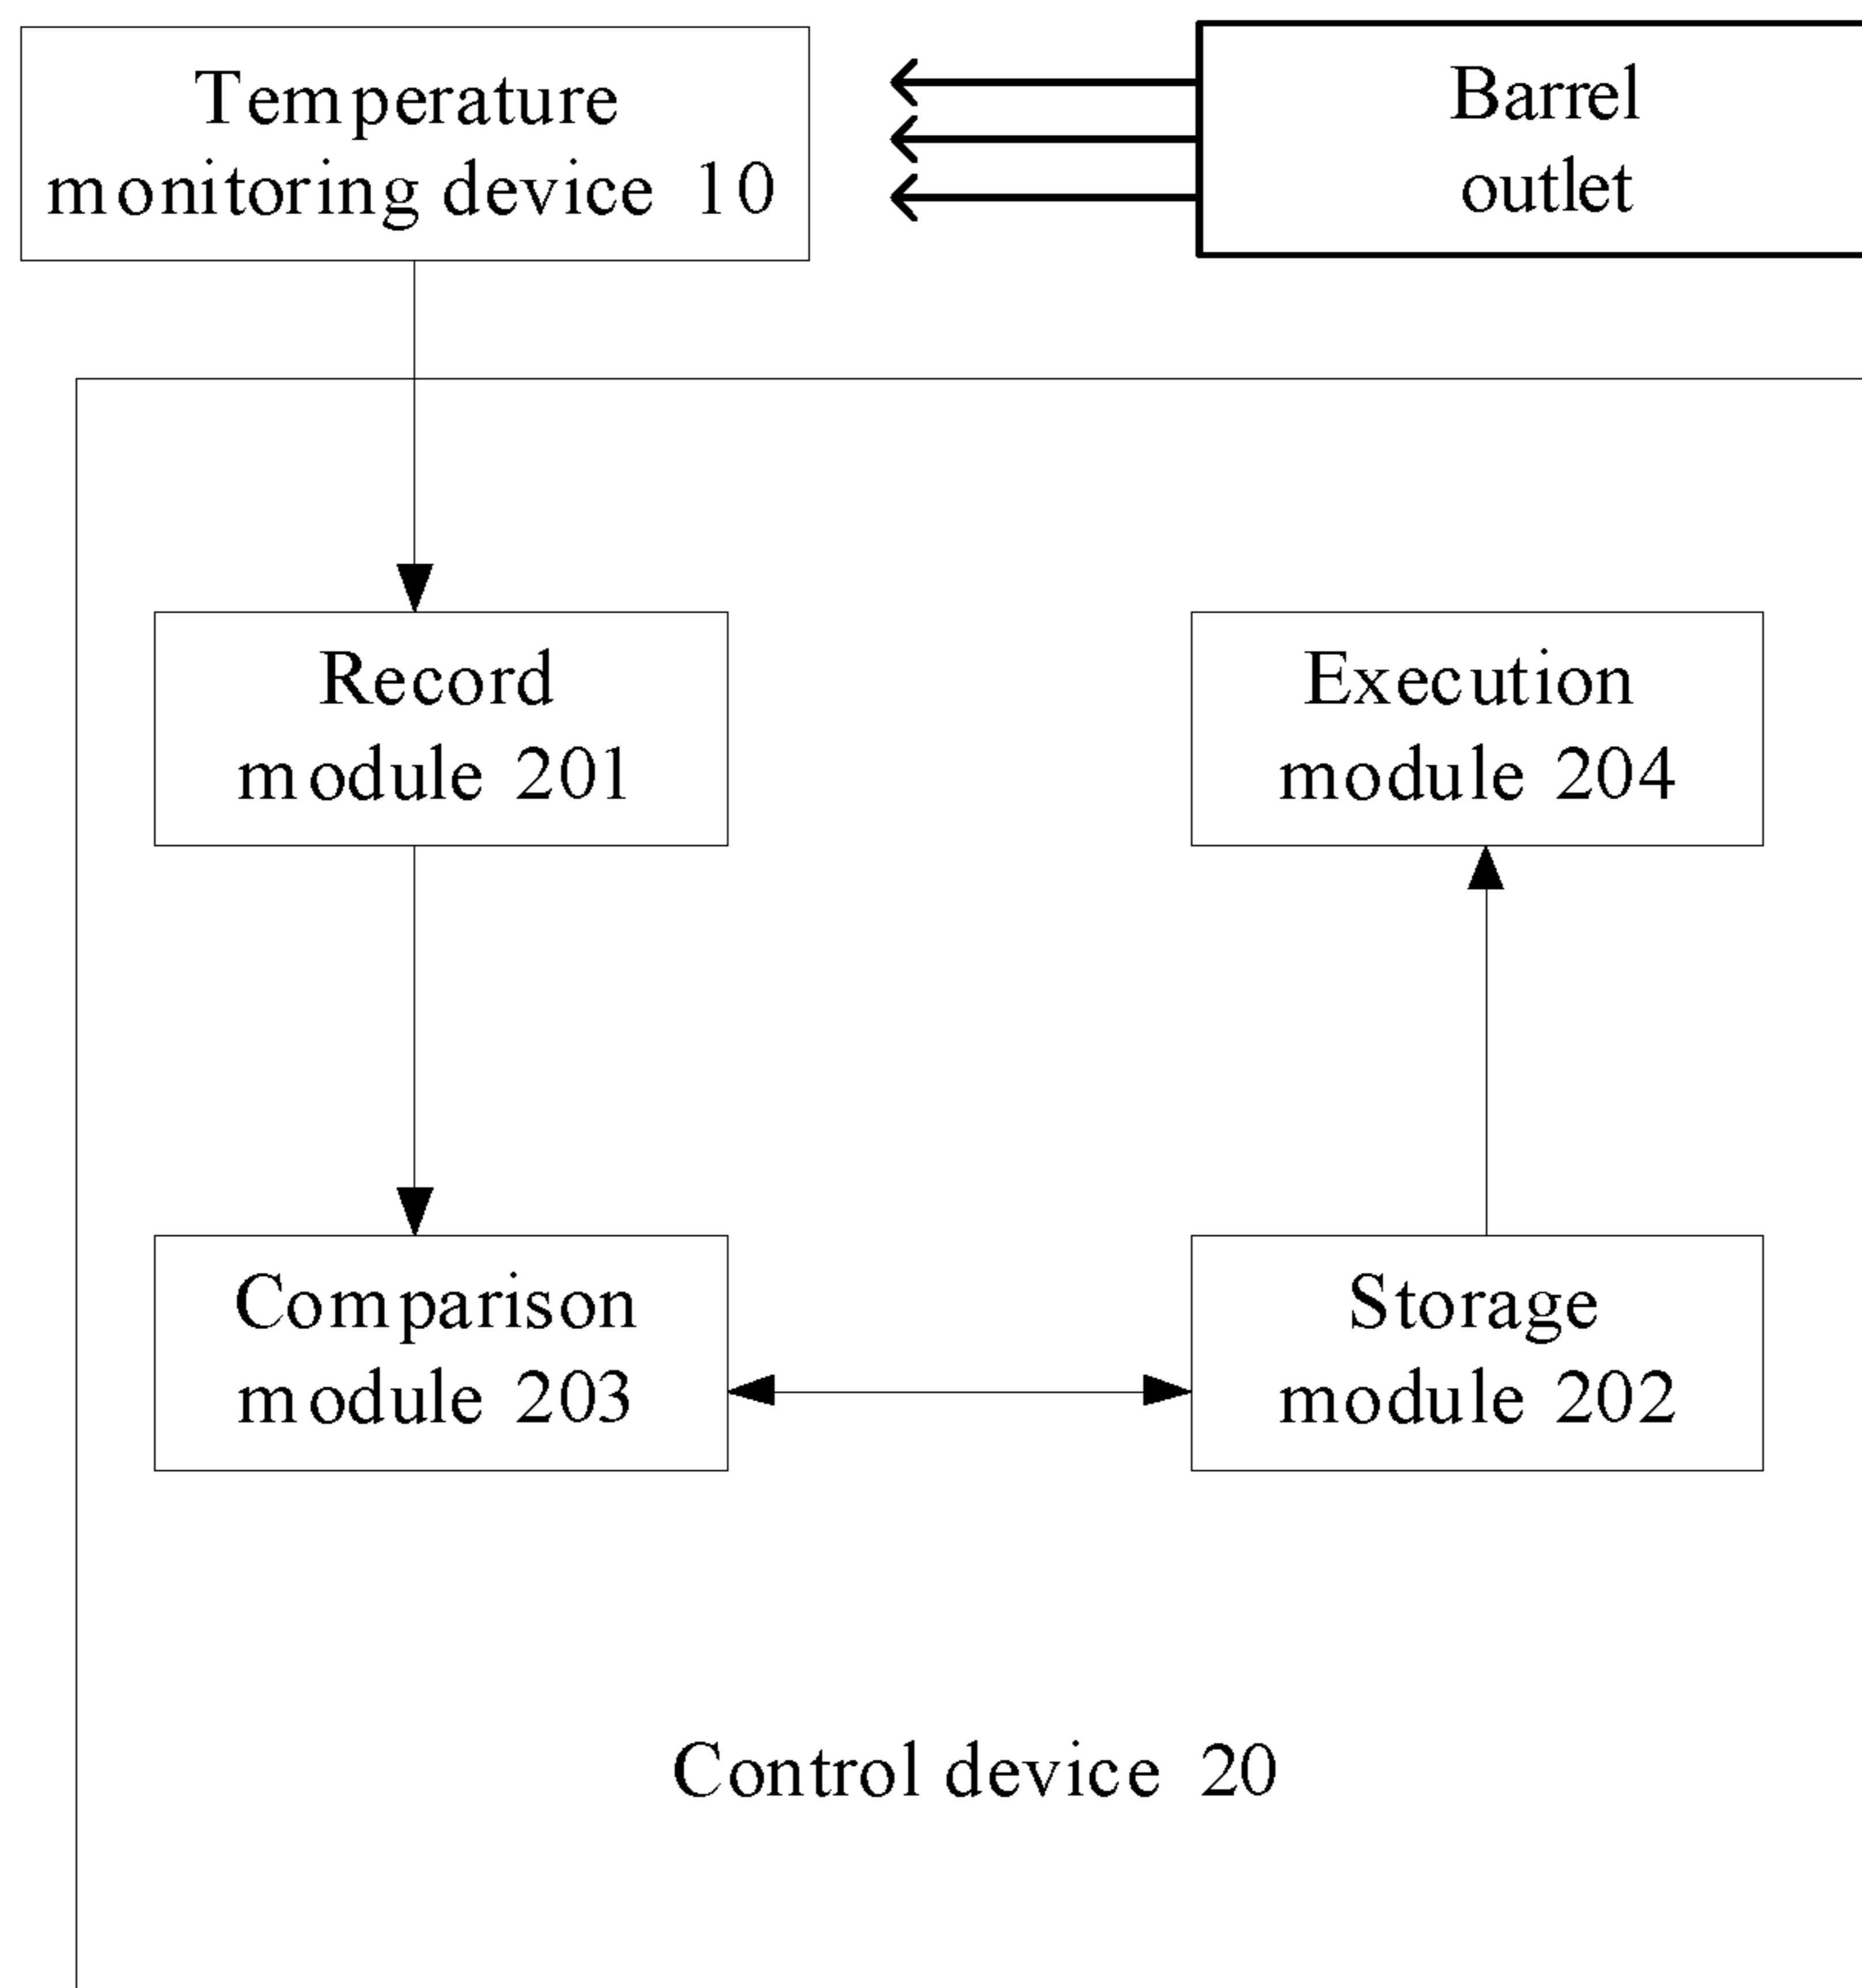 Temperature
monitoring device 10
Barrel
outlet
Record
module 201
Execution
module 204
Comparison
module 203
Storage
module 202
Control device 20